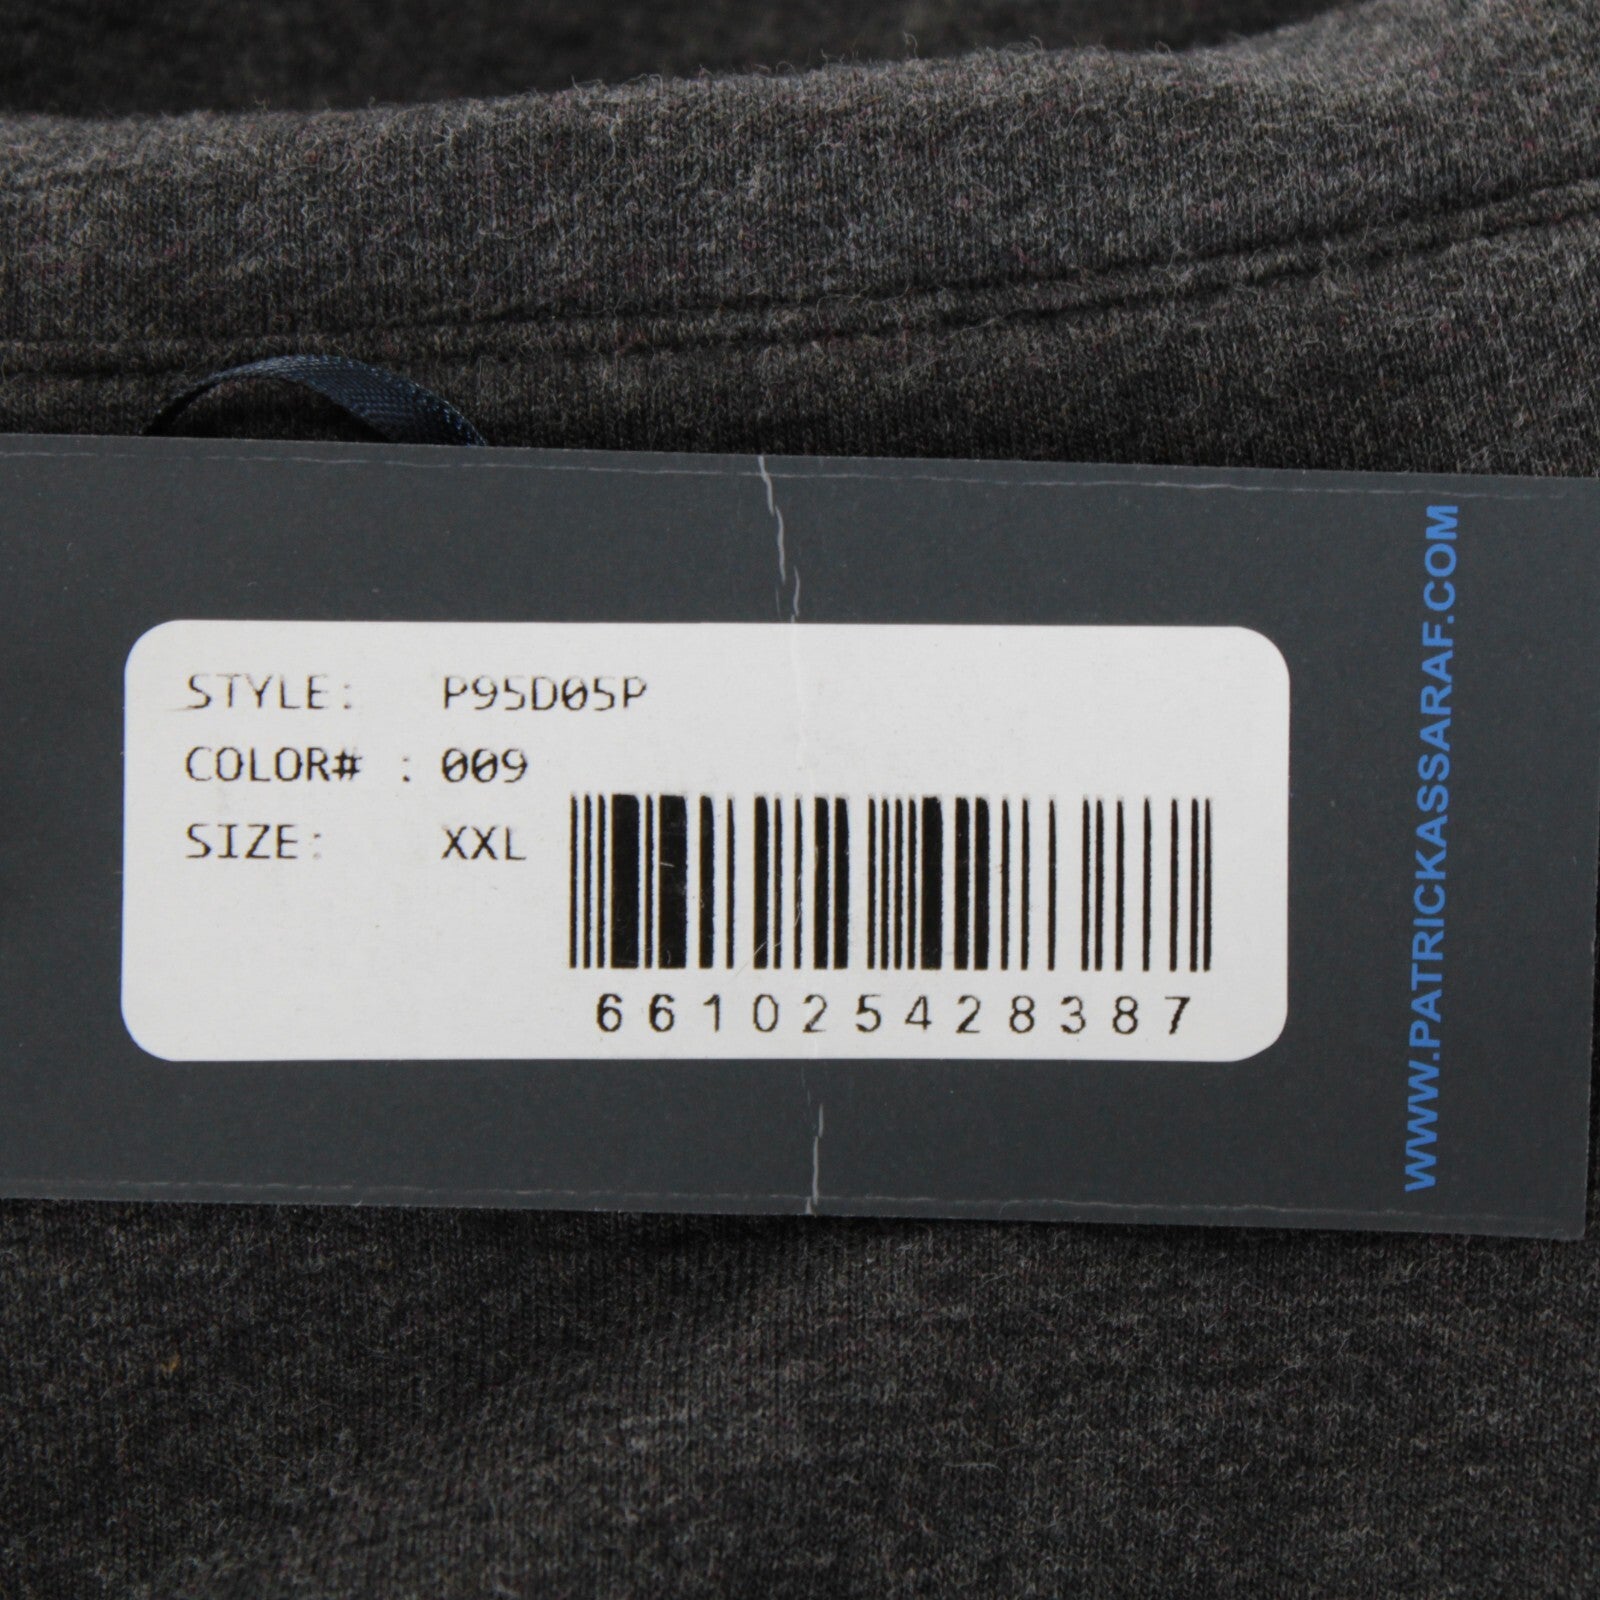 STYLE: P95D05P
COLOR# : 009
SIZE: XXL
661025428387
WWW.PATRICKASSARAF.COM